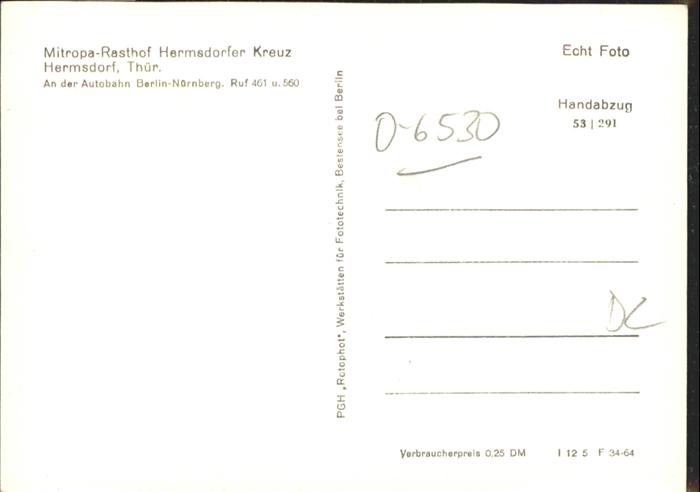 Mitropa-Rasthof Hermsdorfer Kreuz
Hermsdorf, Thür.
An der Autobahn Berlin-Nürnberg. Ruf 461 u. 560
PGH „Rotophot“, Werkstätten für Fototechnik, Bestensee bei Berlin
Echt Foto
Handabzug
53 | 291
D-6530
DC
Verbraucherpreis 0,25 DM I 12 5 F 34-64